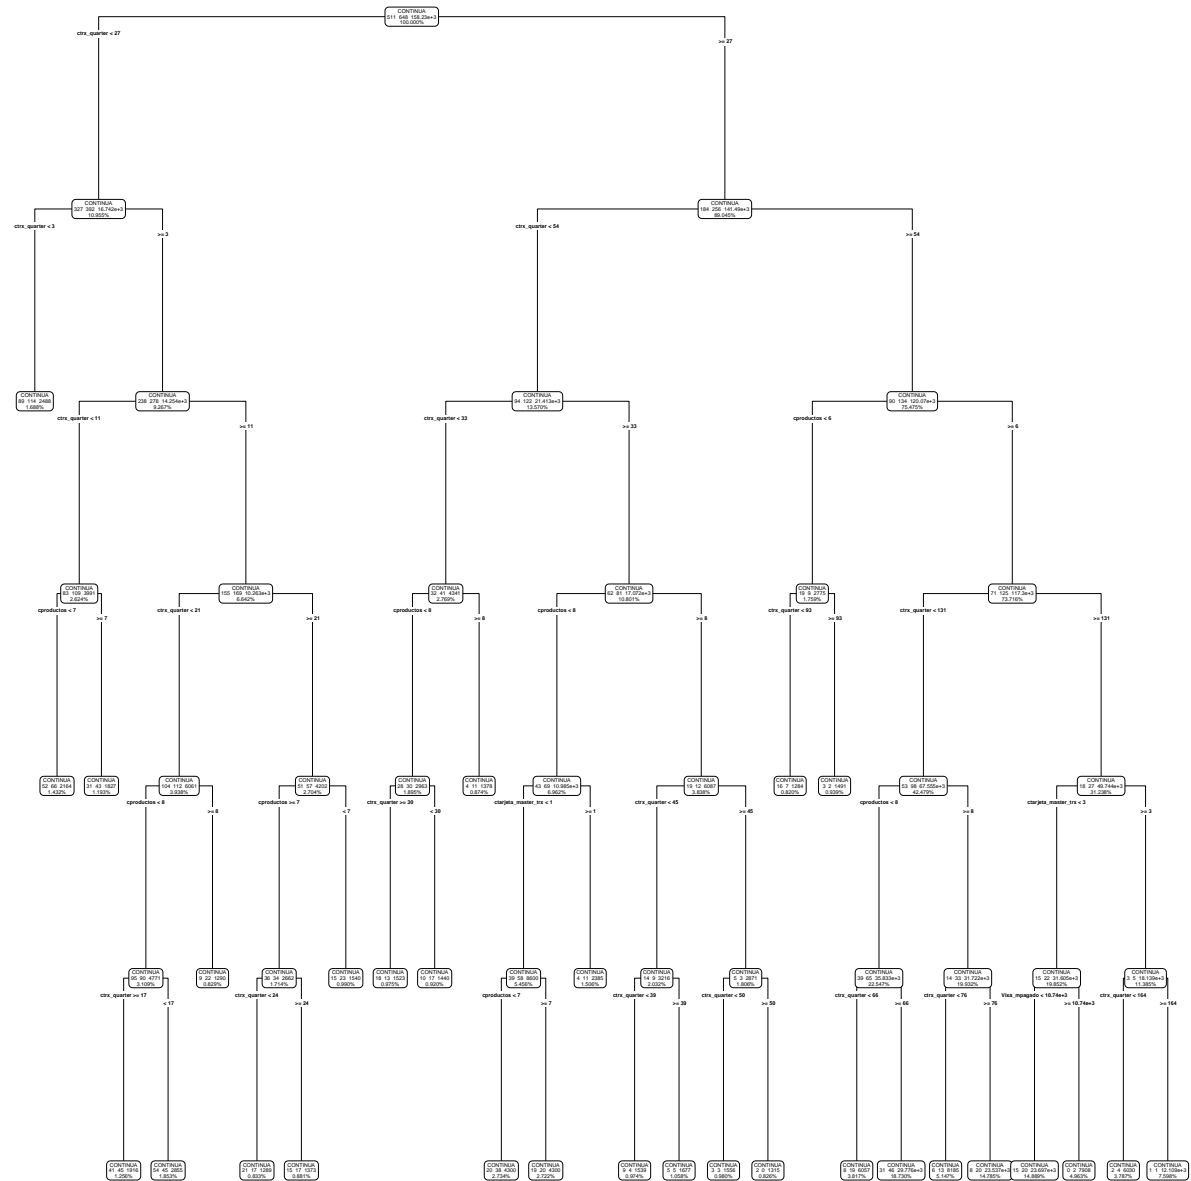 CONTINUA
511 648 158.23e+3
100.000%
ctrx_quarter < 27
>= 27
CONTINUA
327 392 16.742e+3
10.955%
CONTINUA
184 256 141.49e+3
89.045%
ctrx_quarter < 3
>= 3
ctrx_quarter < 54
>= 54
CONTINUA
89 114 2488
1.688%
CONTINUA
238 278 14.254e+3
9.267%
CONTINUA
94 122 21.413e+3
13.570%
CONTINUA
90 134 120.07e+3
75.475%
ctrx_quarter < 11
>= 11
ctrx_quarter < 33
>= 33
cproductos < 6
>= 6
CONTINUA
83 109 3991
2.624%
CONTINUA
155 169 10.263e+3
6.642%
CONTINUA
32 41 4341
2.769%
CONTINUA
62 81 17.072e+3
10.801%
CONTINUA
19 9 2775
1.759%
CONTINUA
71 125 117.3e+3
73.716%
cproductos < 7
>= 7
ctrx_quarter < 21
>= 21
cproductos < 8
>= 8
cproductos < 8
>= 8
ctrx_quarter < 93
>= 93
ctrx_quarter < 131
>= 131
CONTINUA
52 66 2164
1.432%
CONTINUA
31 43 1827
1.193%
CONTINUA
104 112 6061
3.938%
CONTINUA
51 57 4202
2.704%
CONTINUA
28 30 2963
1.895%
CONTINUA
4 11 1378
0.874%
CONTINUA
43 69 10.985e+3
6.962%
CONTINUA
19 12 6087
3.838%
CONTINUA
16 7 1284
0.820%
CONTINUA
3 2 1491
0.939%
CONTINUA
53 98 67.555e+3
42.479%
CONTINUA
18 27 49.744e+3
31.238%
cproductos < 8
>= 8
cproductos >= 7
< 7
ctrx_quarter >= 30
< 30
ctarjeta_master_trx < 1
>= 1
ctrx_quarter < 45
>= 45
cproductos < 8
>= 8
ctarjeta_master_trx < 3
>= 3
CONTINUA
95 90 4771
3.109%
CONTINUA
9 22 1290
0.829%
CONTINUA
36 34 2662
1.714%
CONTINUA
15 23 1540
0.990%
CONTINUA
18 13 1523
0.975%
CONTINUA
10 17 1440
0.920%
CONTINUA
39 58 8600
5.456%
CONTINUA
4 11 2385
1.506%
CONTINUA
14 9 3216
2.032%
CONTINUA
5 3 2871
1.806%
CONTINUA
39 65 35.833e+3
22.547%
CONTINUA
14 33 31.722e+3
19.932%
CONTINUA
15 22 31.605e+3
19.852%
CONTINUA
3 5 18.139e+3
11.385%
ctrx_quarter >= 17
< 17
ctrx_quarter < 24
>= 24
cproductos < 7
>= 7
ctrx_quarter < 39
>= 39
ctrx_quarter < 50
>= 50
ctrx_quarter < 66
>= 66
ctrx_quarter < 76
>= 76
Visa_mpagado < 10.74e+3
>= 10.74e+3
ctrx_quarter < 164
>= 164
CONTINUA
41 45 1916
1.256%
CONTINUA
54 45 2855
1.853%
CONTINUA
21 17 1289
0.833%
CONTINUA
15 17 1373
0.881%
CONTINUA
20 38 4300
2.734%
CONTINUA
19 20 4300
2.722%
CONTINUA
9 4 1539
0.974%
CONTINUA
5 5 1677
1.058%
CONTINUA
3 3 1556
0.980%
CONTINUA
2 0 1315
0.826%
CONTINUA
8 19 6057
3.817%
CONTINUA
31 46 29.776e+3
18.730%
CONTINUA
6 13 8185
5.147%
CONTINUA
8 20 23.537e+3
14.785%
CONTINUA
15 20 23.697e+3
14.889%
CONTINUA
0 2 7908
4.963%
CONTINUA
2 4 6030
3.787%
CONTINUA
1 1 12.109e+3
7.598%